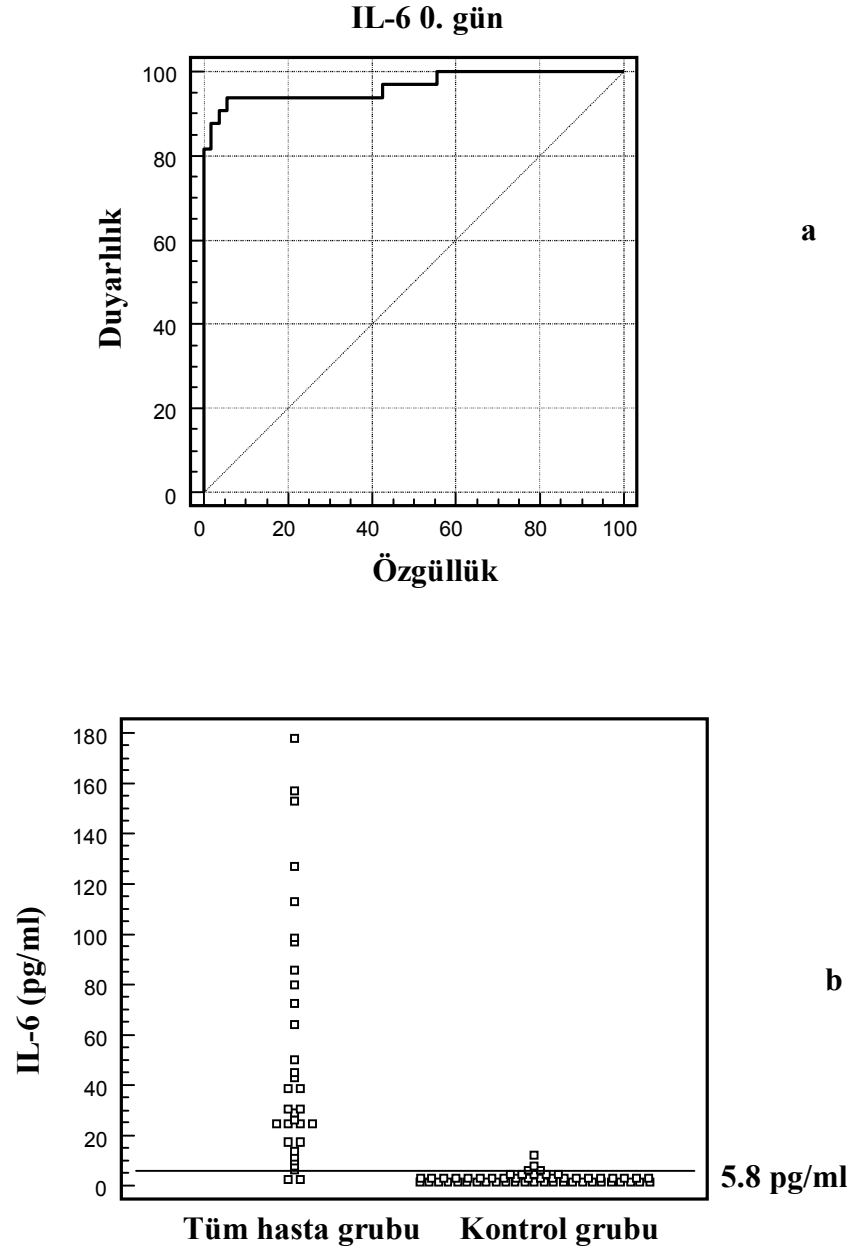 IL-6 0. gün
100
80
60
40
20
0
Duyarlılık
0 20 40 60 80 100
Özgüllük
a
180
160
140
120
100
80
60
40
20
0
IL-6 (pg/ml)
5.8 pg/ml
Tüm hasta grubu Kontrol grubu
b